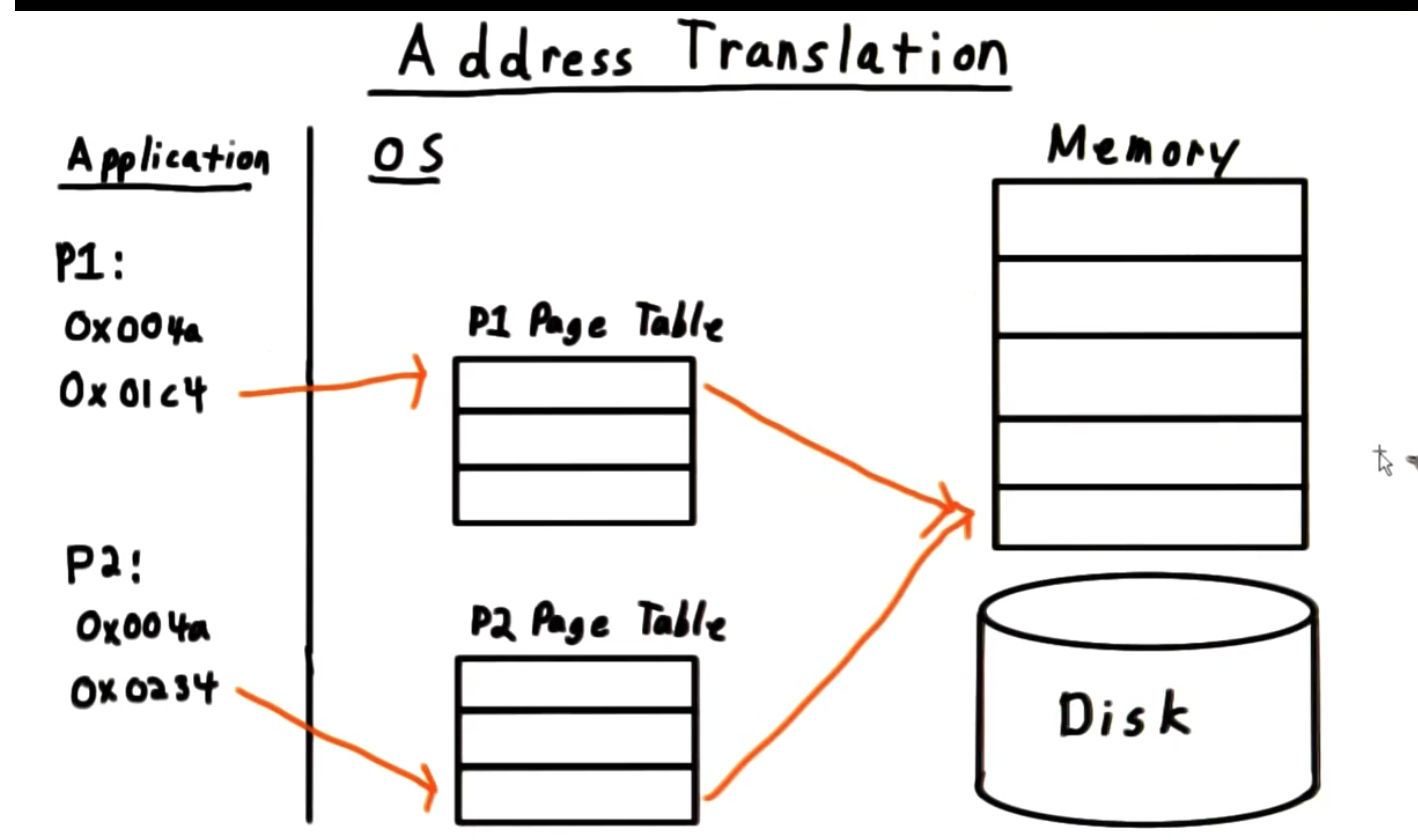 Address Translation
Application
OS
Memory
P1:
0x004a
0x01c4
P1 Page Table
P2:
0x004a
0x0234
P2 Page Table
Disk